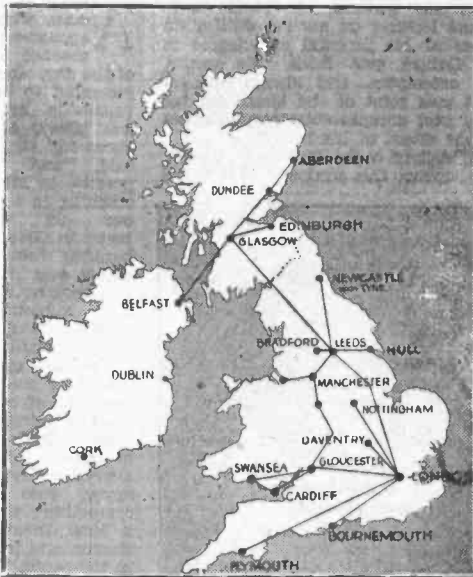 ABERDEEN
DUNDEE
EDINBURGH
GLASGOW
NEWCASTLE
UPON TYNE
BELFAST
BRADFORD LEEDS HULL
DUBLIN
MANCHESTER
NOTTINGHAM
DAVENTRY
CORK
GLOUCESTER
SWANSEA
CARDIFF
BOURNEMOUTH
PLYMOUTH